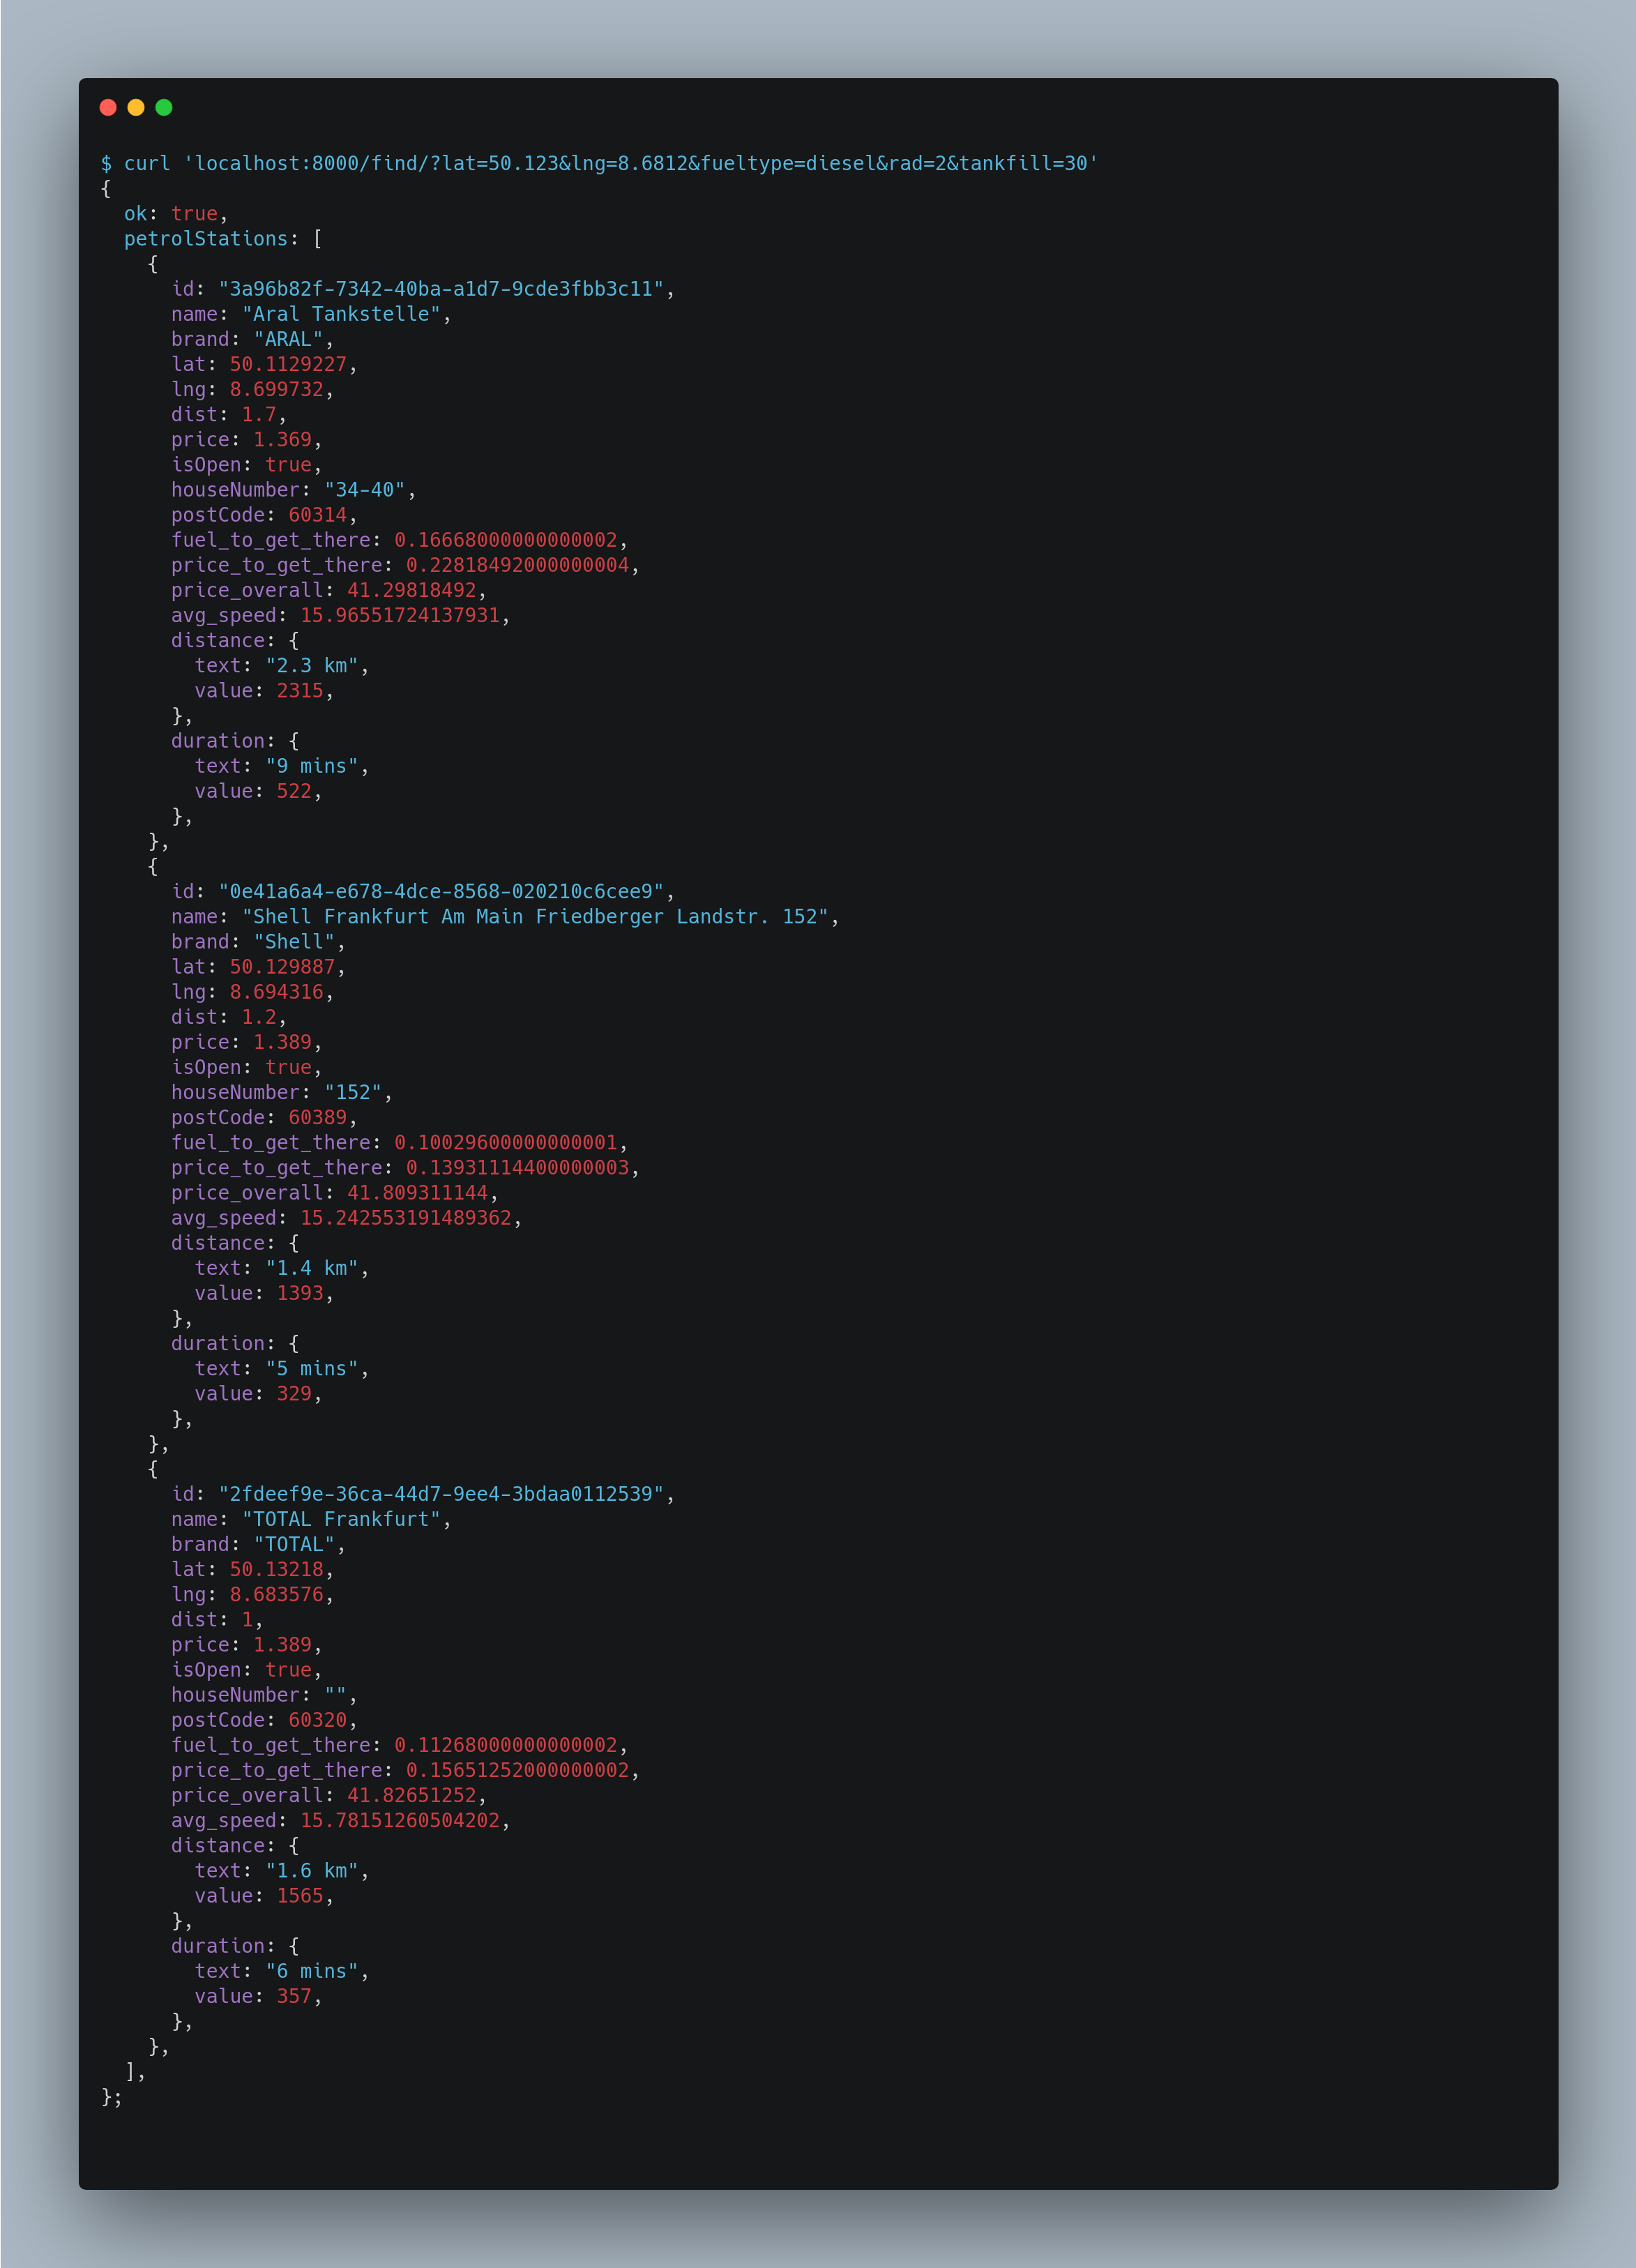 $ curl 'localhost:8000/find/?lat=50.123&lng=8.6812&fueltype=diesel&rad=2&tankfill=30'
{
  ok: true,
  petrolStations: [
    {
      id: "3a96b82f-7342-40ba-a1d7-9cde3fbb3c11",
      name: "Aral Tankstelle",
      brand: "ARAL",
      lat: 50.1129227,
      lng: 8.699732,
      dist: 1.7,
      price: 1.369,
      isOpen: true,
      houseNumber: "34-40",
      postCode: 60314,
      fuel_to_get_there: 0.16668000000000002,
      price_to_get_there: 0.22818492000000004,
      price_overall: 41.29818492,
      avg_speed: 15.96551724137931,
      distance: {
        text: "2.3 km",
        value: 2315,
      },
      duration: {
        text: "9 mins",
        value: 522,
      },
    },
    {
      id: "0e41a6a4-e678-4dce-8568-020210c6cee9",
      name: "Shell Frankfurt Am Main Friedberger Landstr. 152",
      brand: "Shell",
      lat: 50.129887,
      lng: 8.694316,
      dist: 1.2,
      price: 1.389,
      isOpen: true,
      houseNumber: "152",
      postCode: 60389,
      fuel_to_get_there: 0.10029600000000001,
      price_to_get_there: 0.13931114400000003,
      price_overall: 41.809311144,
      avg_speed: 15.242553191489362,
      distance: {
        text: "1.4 km",
        value: 1393,
      },
      duration: {
        text: "5 mins",
        value: 329,
      },
    },
    {
      id: "2fdeef9e-36ca-44d7-9ee4-3bdaa0112539",
      name: "TOTAL Frankfurt",
      brand: "TOTAL",
      lat: 50.13218,
      lng: 8.683576,
      dist: 1,
      price: 1.389,
      isOpen: true,
      houseNumber: "",
      postCode: 60320,
      fuel_to_get_there: 0.11268000000000002,
      price_to_get_there: 0.15651252000000002,
      price_overall: 41.82651252,
      avg_speed: 15.78151260504202,
      distance: {
        text: "1.6 km",
        value: 1565,
      },
      duration: {
        text: "6 mins",
        value: 357,
      },
    },
  ],
};